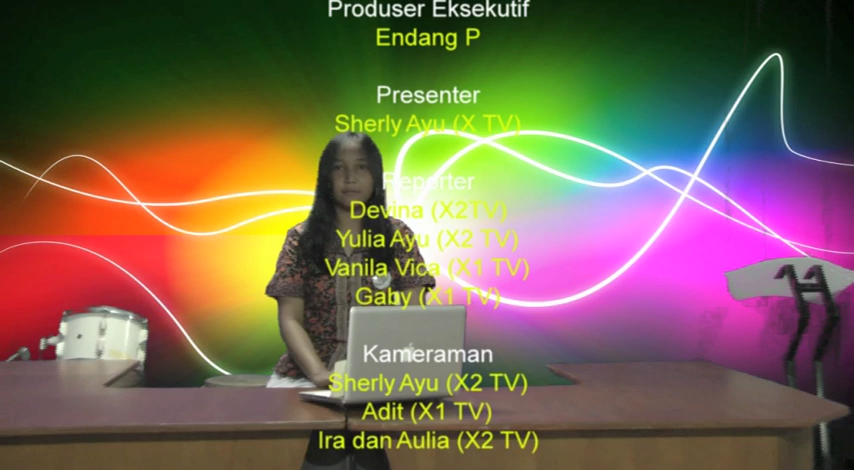 Produser Eksekutif
Endang P
Presenter
Sherly Ayu (X TV)
Reporter
Devina (X2TV)
Yulia Ayu (X2 TV)
Vanila Vica (X1 TV)
Gaby (X1 TV)
Kameraman
Sherly Ayu (X2 TV)
Adit (X1 TV)
Ira dan Aulia (X2 TV)